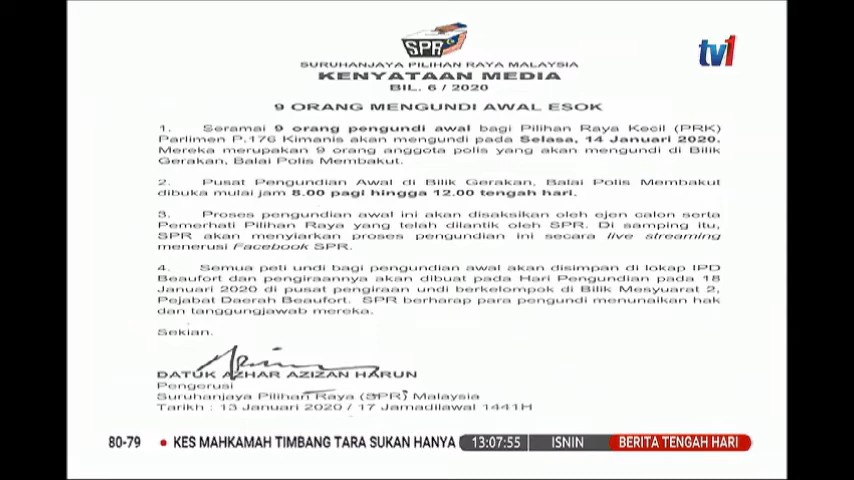 SPR
tv1
SURUHANJAYA PILIHAN RAYA MALAYSIA
KENYATAAN MEDIA
BIL. 6 / 2020
9 ORANG MENGUNDI AWAL ESOK
1. Seramai 9 orang pengundi awal bagi Pilihan Raya Kecil (PRK)
Parlimen P.176 Kimanis akan mengundi pada Selasa, 14 Januari 2020.
Mereka merupakan 9 orang anggota polis yang akan mengundi di Bilik
Gerakan, Balai Polis Membakut.
2. Pusat Pengundian Awal di Bilik Gerakan, Balai Polis Membakut
dibuka mulai jam 8.00 pagi hingga 12.00 tengah hari.
3. Proses pengundian awal ini akan disaksikan oleh ejen calon serta
Pemerhati Pilihan Raya yang telah dilantik oleh SPR. Di samping itu,
SPR akan menyiarkan proses pengundian ini secara live streaming
menerusi Facebook SPR.
4. Semua peti undi bagi pengundian awal akan disimpan di lokap IPD
Beaufort dan pengiraannya akan dibuat pada Hari Pengundian pada 18
Januari 2020 di pusat pengiraan undi berkelompok di Bilik Mesyuarat 2,
Pejabat Daerah Beaufort. SPR berharap para pengundi menunaikan hak
dan tanggungjawab mereka.
Sekian.
DATUK AZHAR AZIZAN HARUN
Pengerusi
Suruhanjaya Pilihan Raya (SPR) Malaysia
Tarikh : 13 Januari 2020 / 17 Jamadilawal 1441H
80-79 • KES MAHKAMAH TIMBANG TARA SUKAN HANYA 13:07:55 ISNIN BERITA TENGAH HARI